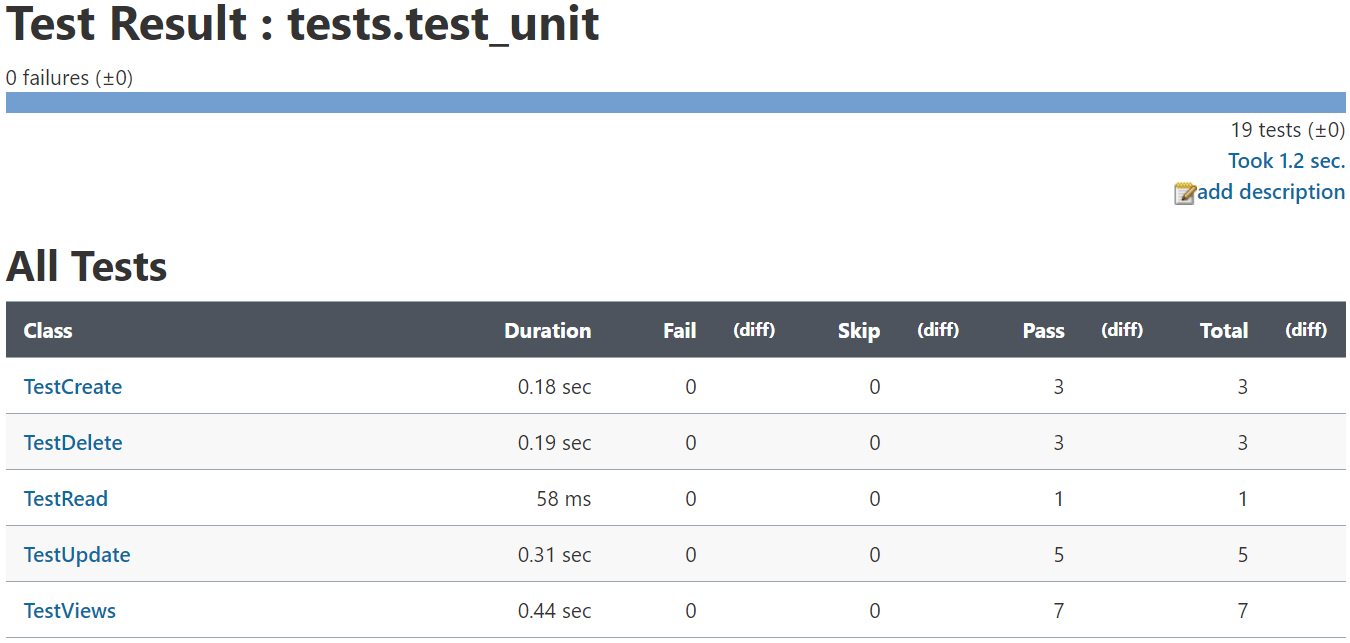 Test Result : tests.test_unit
0 failures (±0)
19 tests (±0)
Took 1.2 sec.
add description
All Tests
Class Duration Fail (diff) Skip (diff) Pass (diff) Total (diff)
TestCreate 0.18 sec 0 0 3 3
TestDelete 0.19 sec 0 0 3 3
TestRead 58 ms 0 0 1 1
TestUpdate 0.31 sec 0 0 5 5
TestViews 0.44 sec 0 0 7 7